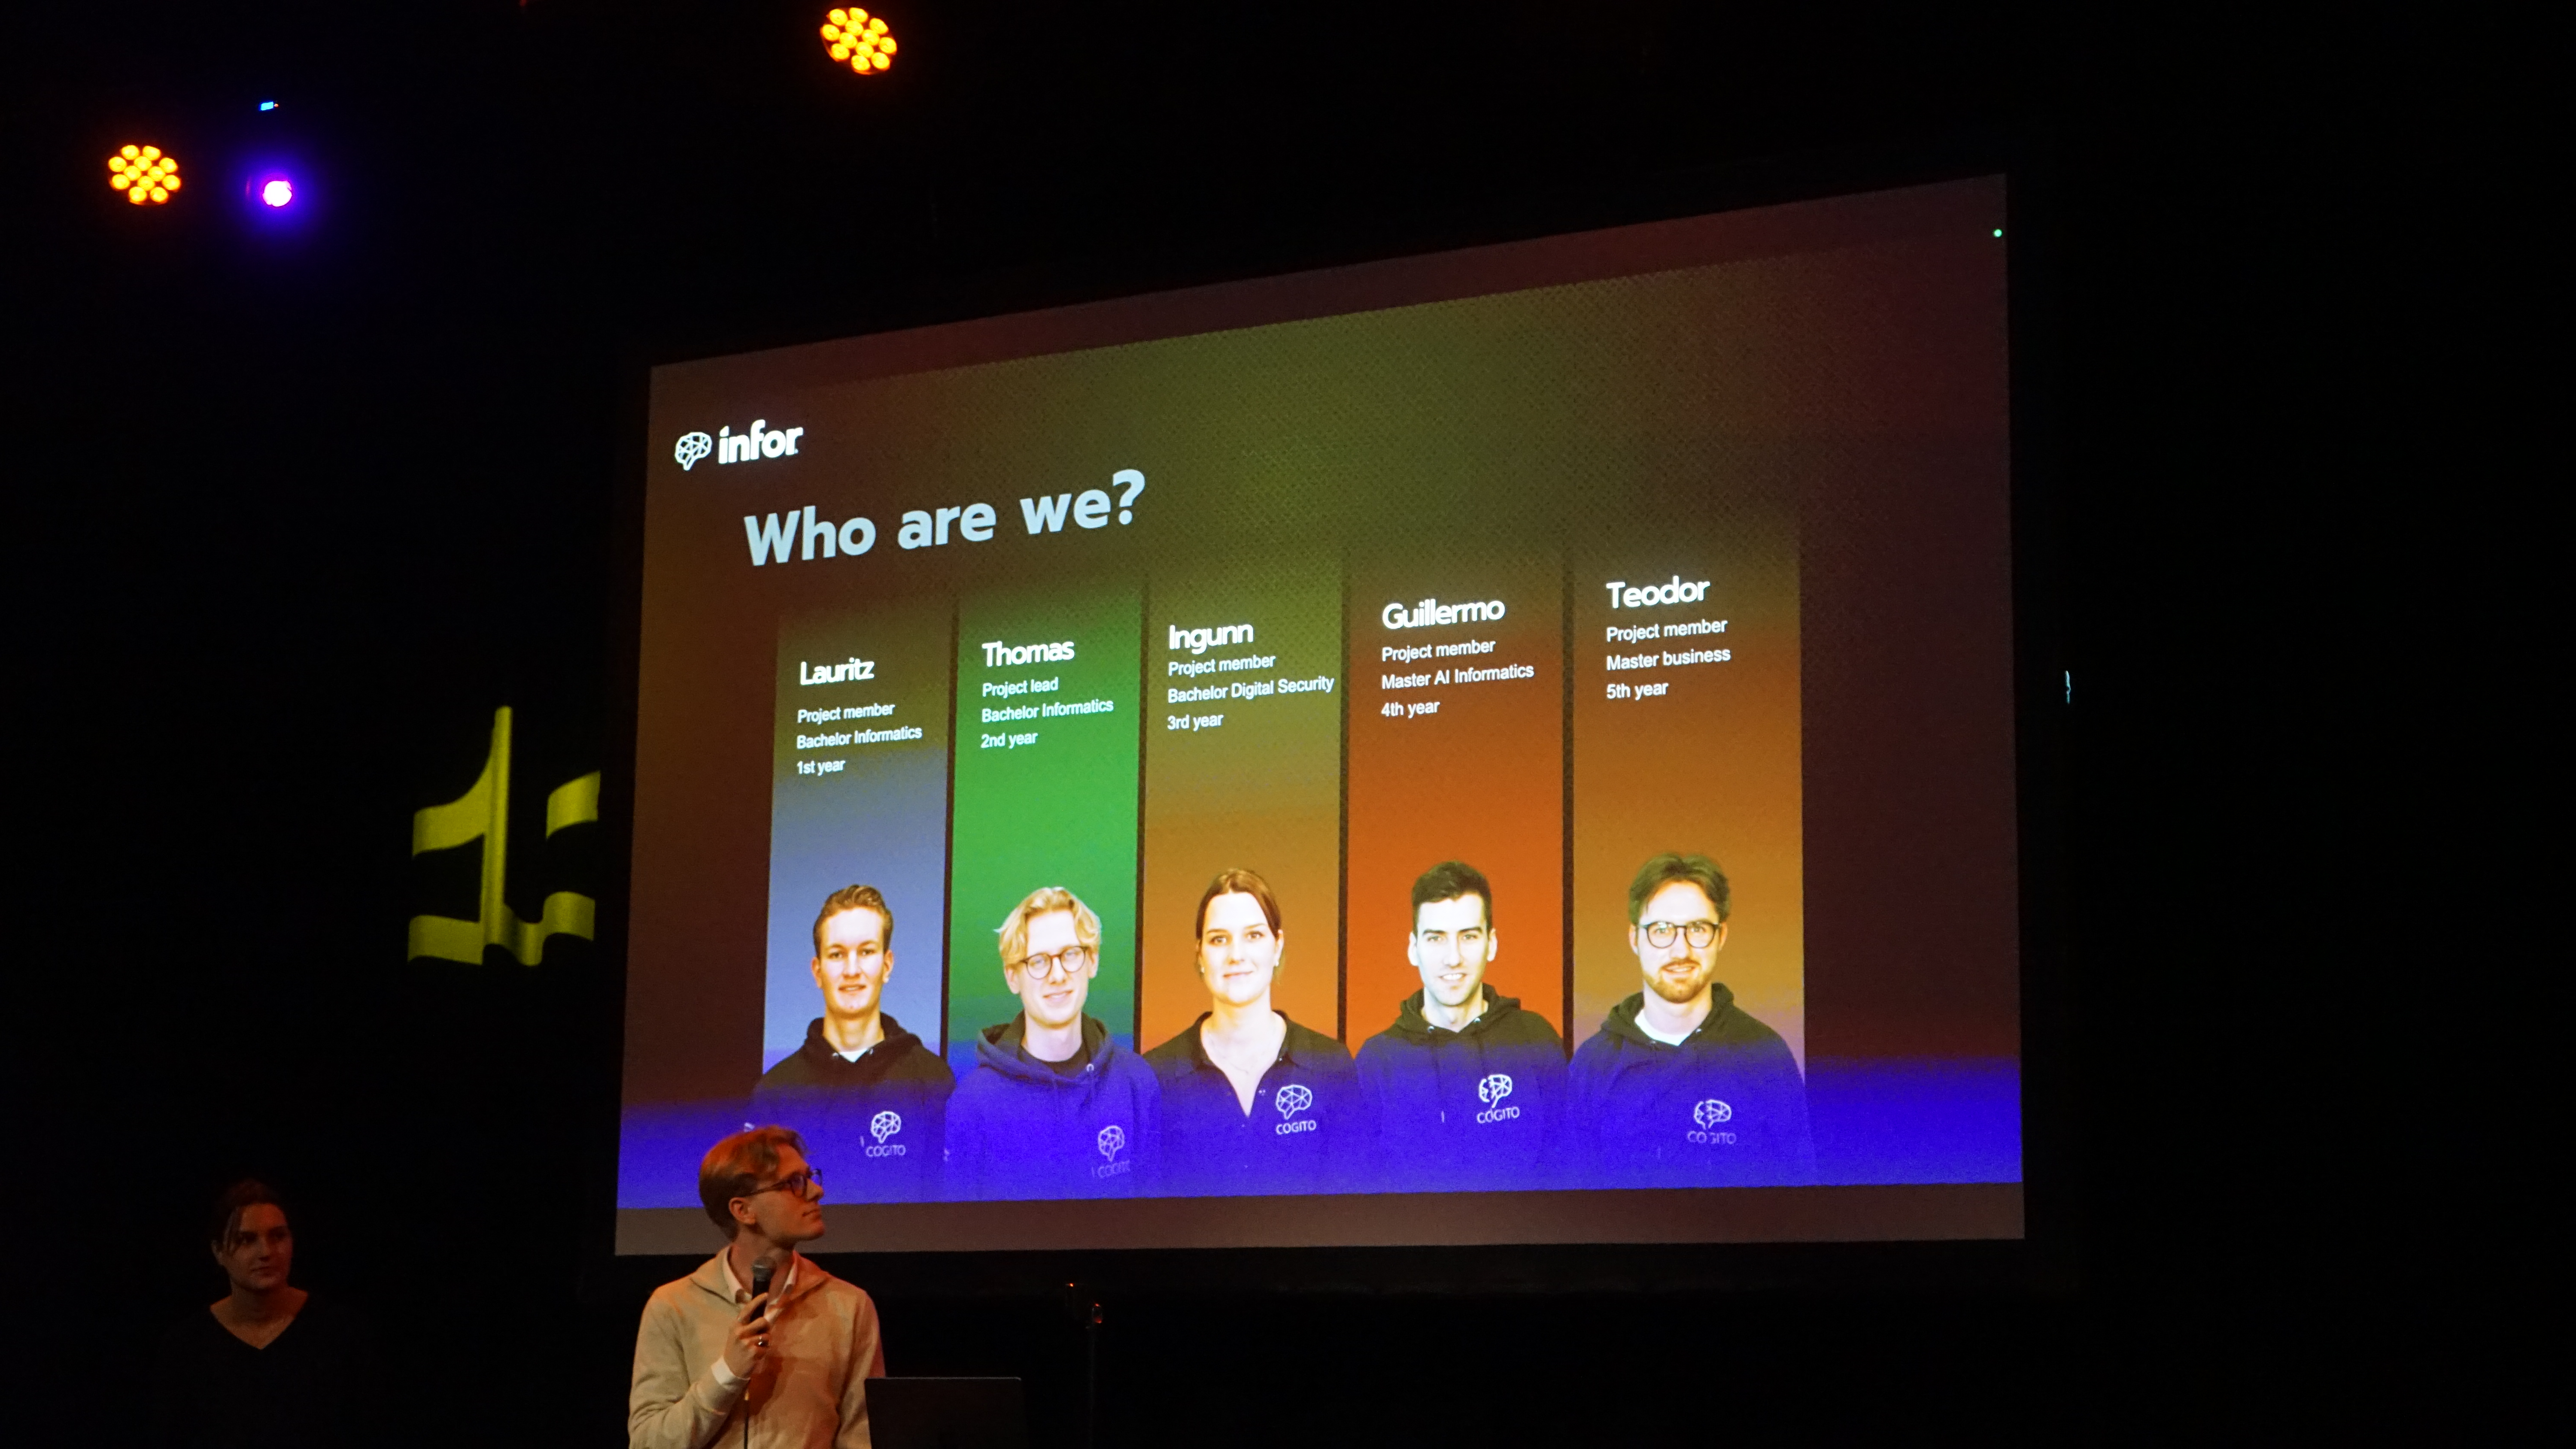 infor
Who are we?
Lauritz
Project member
Bachelor Informatics
1st year
Thomas
Project lead
Bachelor Informatics
2nd year
Ingunn
Project member
Bachelor Digital Security
3rd year
Guillermo
Project member
Master AI Informatics
4th year
Teodor
Project member
Master business
5th year
COGITO
COGITO
COGITO
COGITO
COGITO